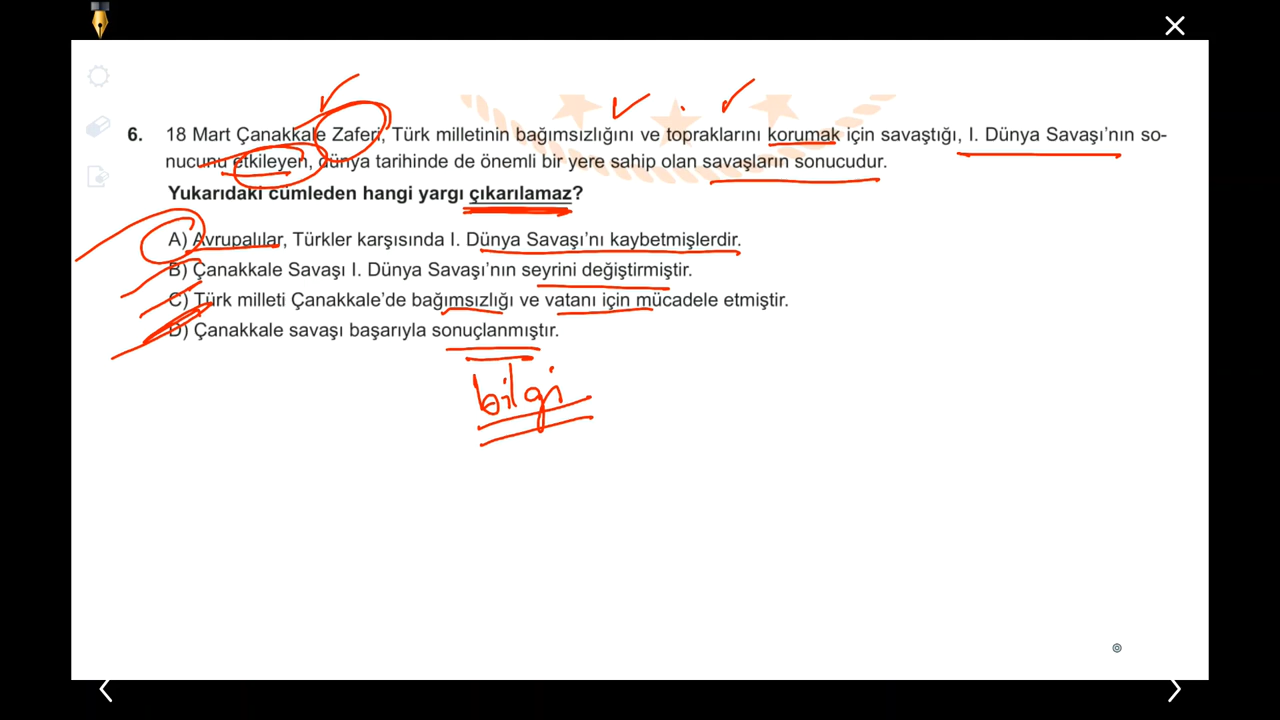 6. 18 Mart Çanakkale Zaferi, Türk milletinin bağımsızlığını ve topraklarını korumak için savaştığı, I. Dünya Savaşı’nın so-
nucunu etkileyen, dünya tarihinde de önemli bir yere sahip olan savaşların sonucudur.
Yukarıdaki cümleden hangi yargı çıkarılamaz?
A) Avrupalılar, Türkler karşısında I. Dünya Savaşı’nı kaybetmişlerdir.
B) Çanakkale Savaşı I. Dünya Savaşı’nın seyrini değiştirmiştir.
C) Türk milleti Çanakkale’de bağımsızlığı ve vatanı için mücadele etmiştir.
D) Çanakkale savaşı başarıyla sonuçlanmıştır.
bilgi